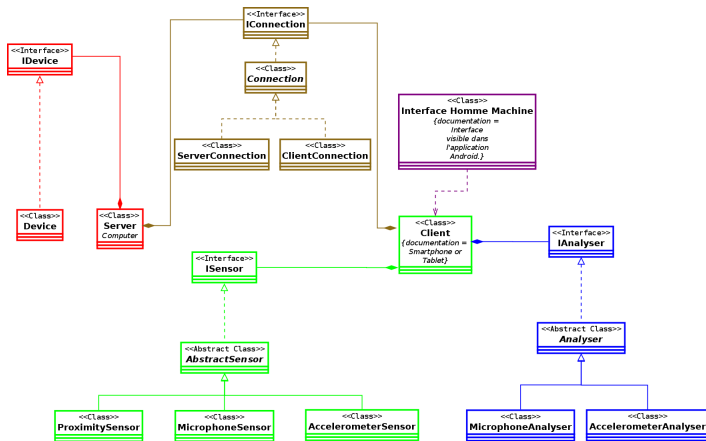 <<Interface>>
IConnection
<<Interface>>
IDevice
<<Class>>
Connection
<<Class>>
Interface Homme Machine
{documentation =
Interface
visible dans
l'application
Android.}
<<Class>>
ServerConnection
<<Class>>
ClientConnection
<<Class>>
Device
<<Class>>
Server
Computer
<<Class>>
Client
{documentation =
Smartphone or
Tablet}
<<Interface>>
IAnalyser
<<Interface>>
ISensor
<<Abstract Class>>
Analyser
<<Abstract Class>>
AbstractSensor
<<Class>>
ProximitySensor
<<Class>>
MicrophoneSensor
<<Class>>
AccelerometerSensor
<<Class>>
MicrophoneAnalyser
<<Class>>
AccelerometerAnalyser